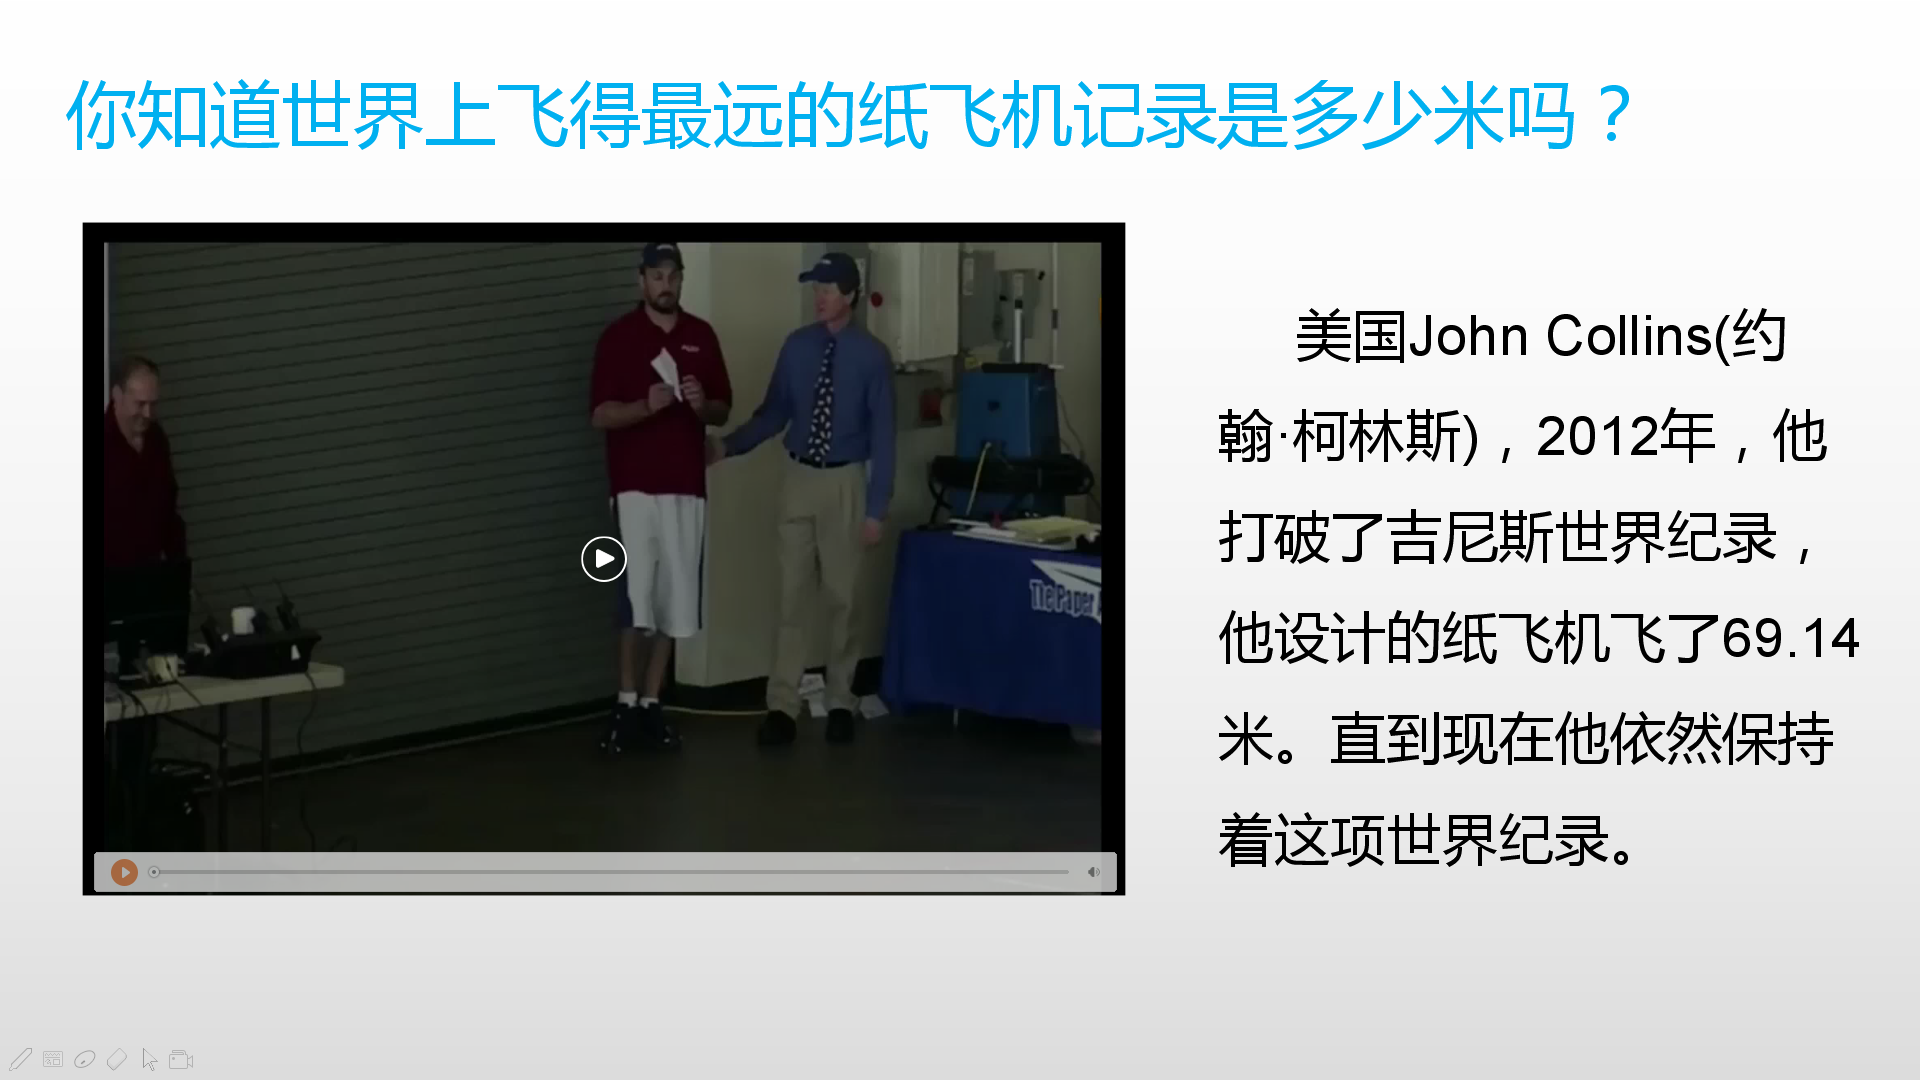 你知道世界上飞得最远的纸飞机记录是多少米吗？
美国John Collins(约
翰·柯林斯)，2012年，他
打破了吉尼斯世界纪录，
他设计的纸飞机飞了69.14
米。直到现在他依然保持
着这项世界纪录。
The Paper